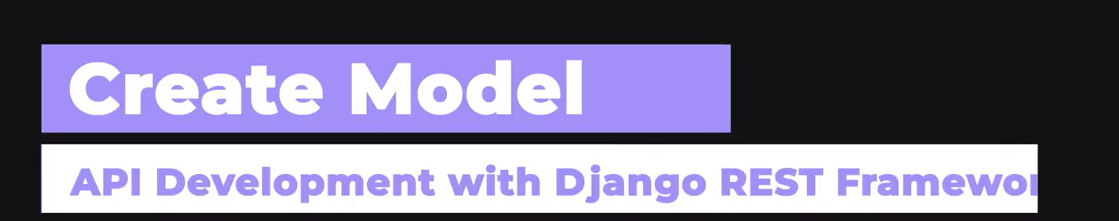 Create Model
API Development with Django REST Framewor